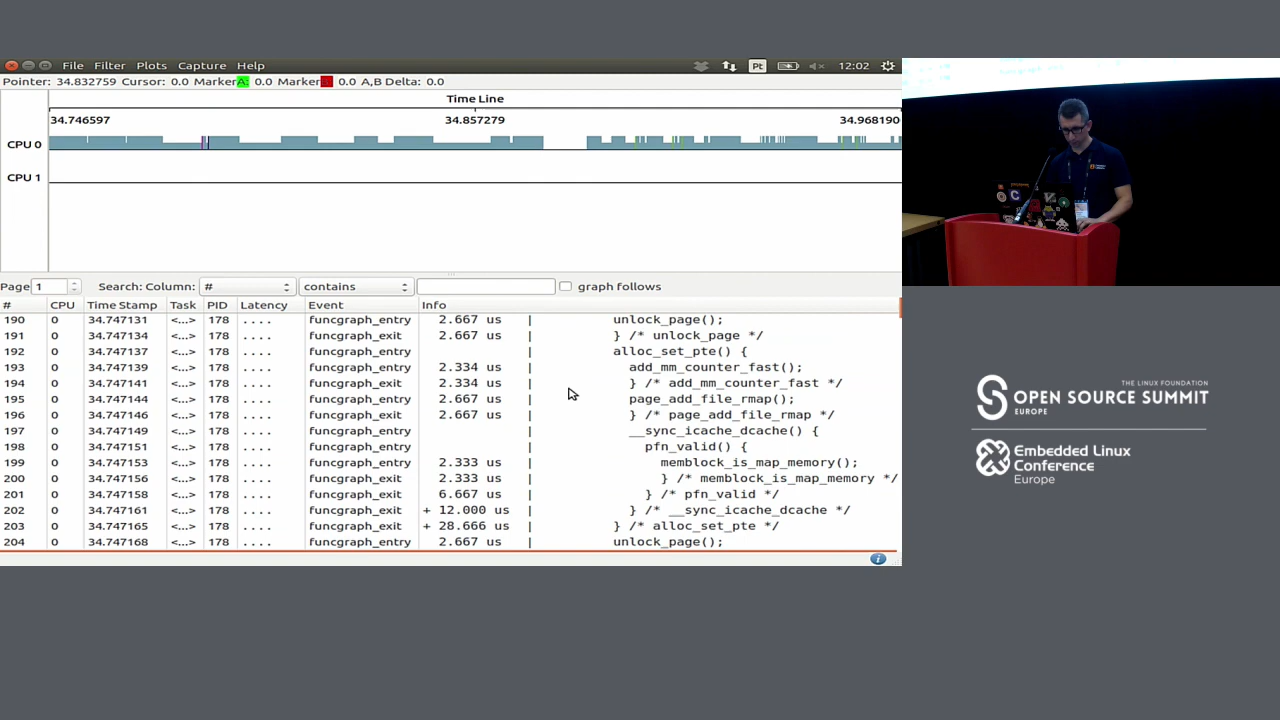 File Filter Plots Capture Help Pt 12:02
Pointer: 34.832759 Cursor: 0.0 MarkerA: 0.0 Marker 0.0 A,B Delta: 0.0
Time Line
34.746597 34.857279 34.968190
CPU 0
CPU 1
Page 1 Search: Column: # contains graph follows
# CPU Time Stamp Task PID Latency Event Info
190 0 34.747131 <...> 178 .... funcgraph_entry 2.667 us | unlock_page();
191 0 34.747134 <...> 178 .... funcgraph_exit 2.667 us | } /* unlock_page */
192 0 34.747137 <...> 178 .... funcgraph_entry | alloc_set_pte() {
193 0 34.747139 <...> 178 .... funcgraph_entry 2.334 us | add_mm_counter_fast();
194 0 34.747141 <...> 178 .... funcgraph_exit 2.334 us | } /* add_mm_counter_fast */
195 0 34.747144 <...> 178 .... funcgraph_entry 2.667 us | page_add_file_rmap();
196 0 34.747146 <...> 178 .... funcgraph_exit 2.667 us | } /* page_add_file_rmap */
197 0 34.747149 <...> 178 .... funcgraph_entry | __sync_icache_dcache() {
198 0 34.747151 <...> 178 .... funcgraph_entry | pfn_valid() {
199 0 34.747153 <...> 178 .... funcgraph_entry 2.333 us | memblock_is_map_memory();
200 0 34.747156 <...> 178 .... funcgraph_exit 2.333 us | } /* memblock_is_map_memory */
201 0 34.747158 <...> 178 .... funcgraph_exit 6.667 us | } /* pfn_valid */
202 0 34.747161 <...> 178 .... funcgraph_exit + 12.000 us | } /* __sync_icache_dcache */
203 0 34.747165 <...> 178 .... funcgraph_exit + 28.666 us | } /* alloc_set_pte */
204 0 34.747168 <...> 178 .... funcgraph_entry 2.667 us | unlock_page();
THE LINUX FOUNDATION
OPEN SOURCE SUMMIT
EUROPE
Embedded Linux
Conference
Europe